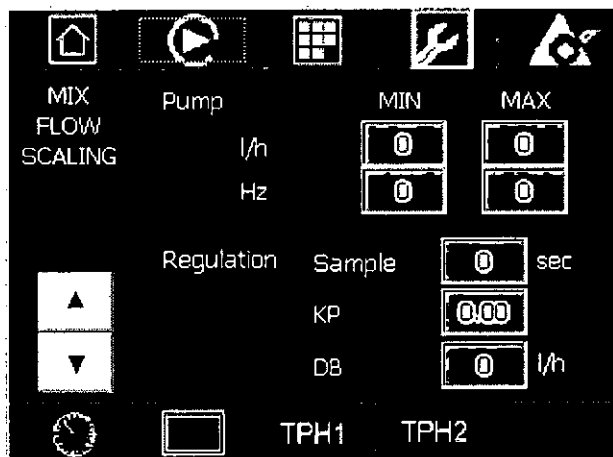 MIX
FLOW
SCALING
Pump MIN MAX
l/h 0 0
Hz 0 0
Regulation Sample 0 sec
KP 0.00
DB 0 l/h
TPH1 TPH2